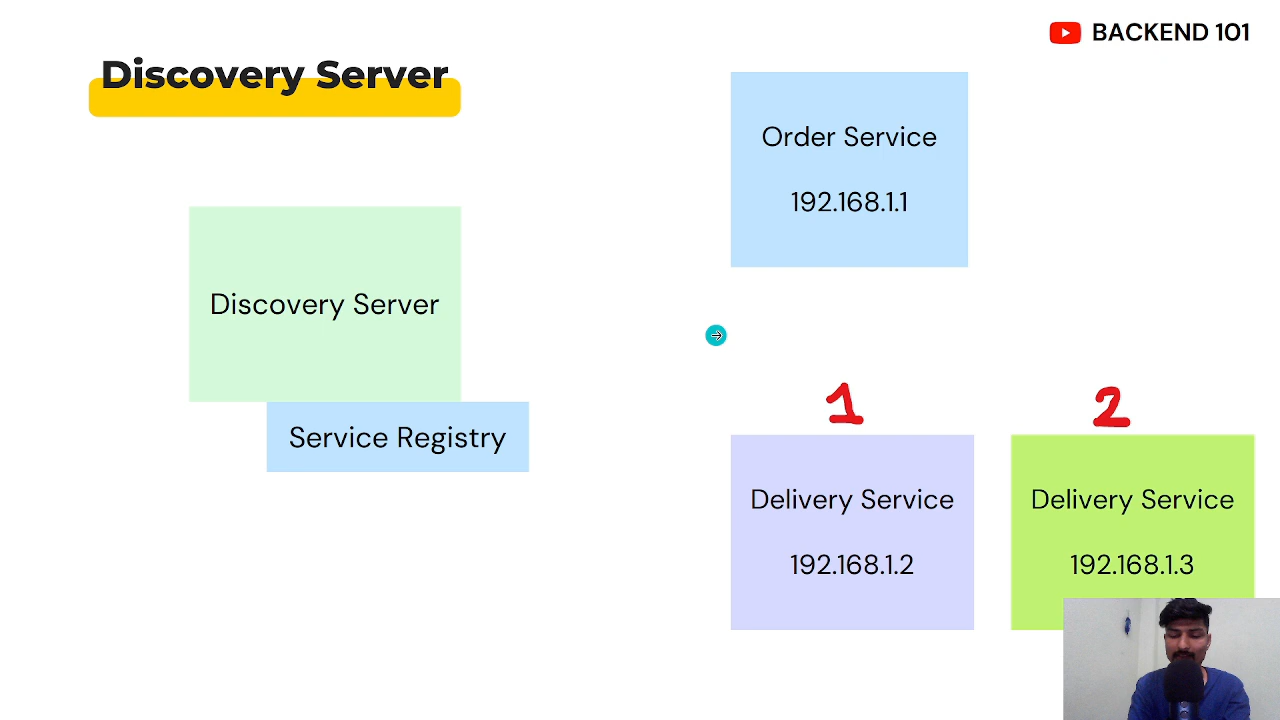 BACKEND 101
Discovery Server
Order Service
192.168.1.1
Discovery Server
Service Registry
1
2
Delivery Service
192.168.1.2
Delivery Service
192.168.1.3